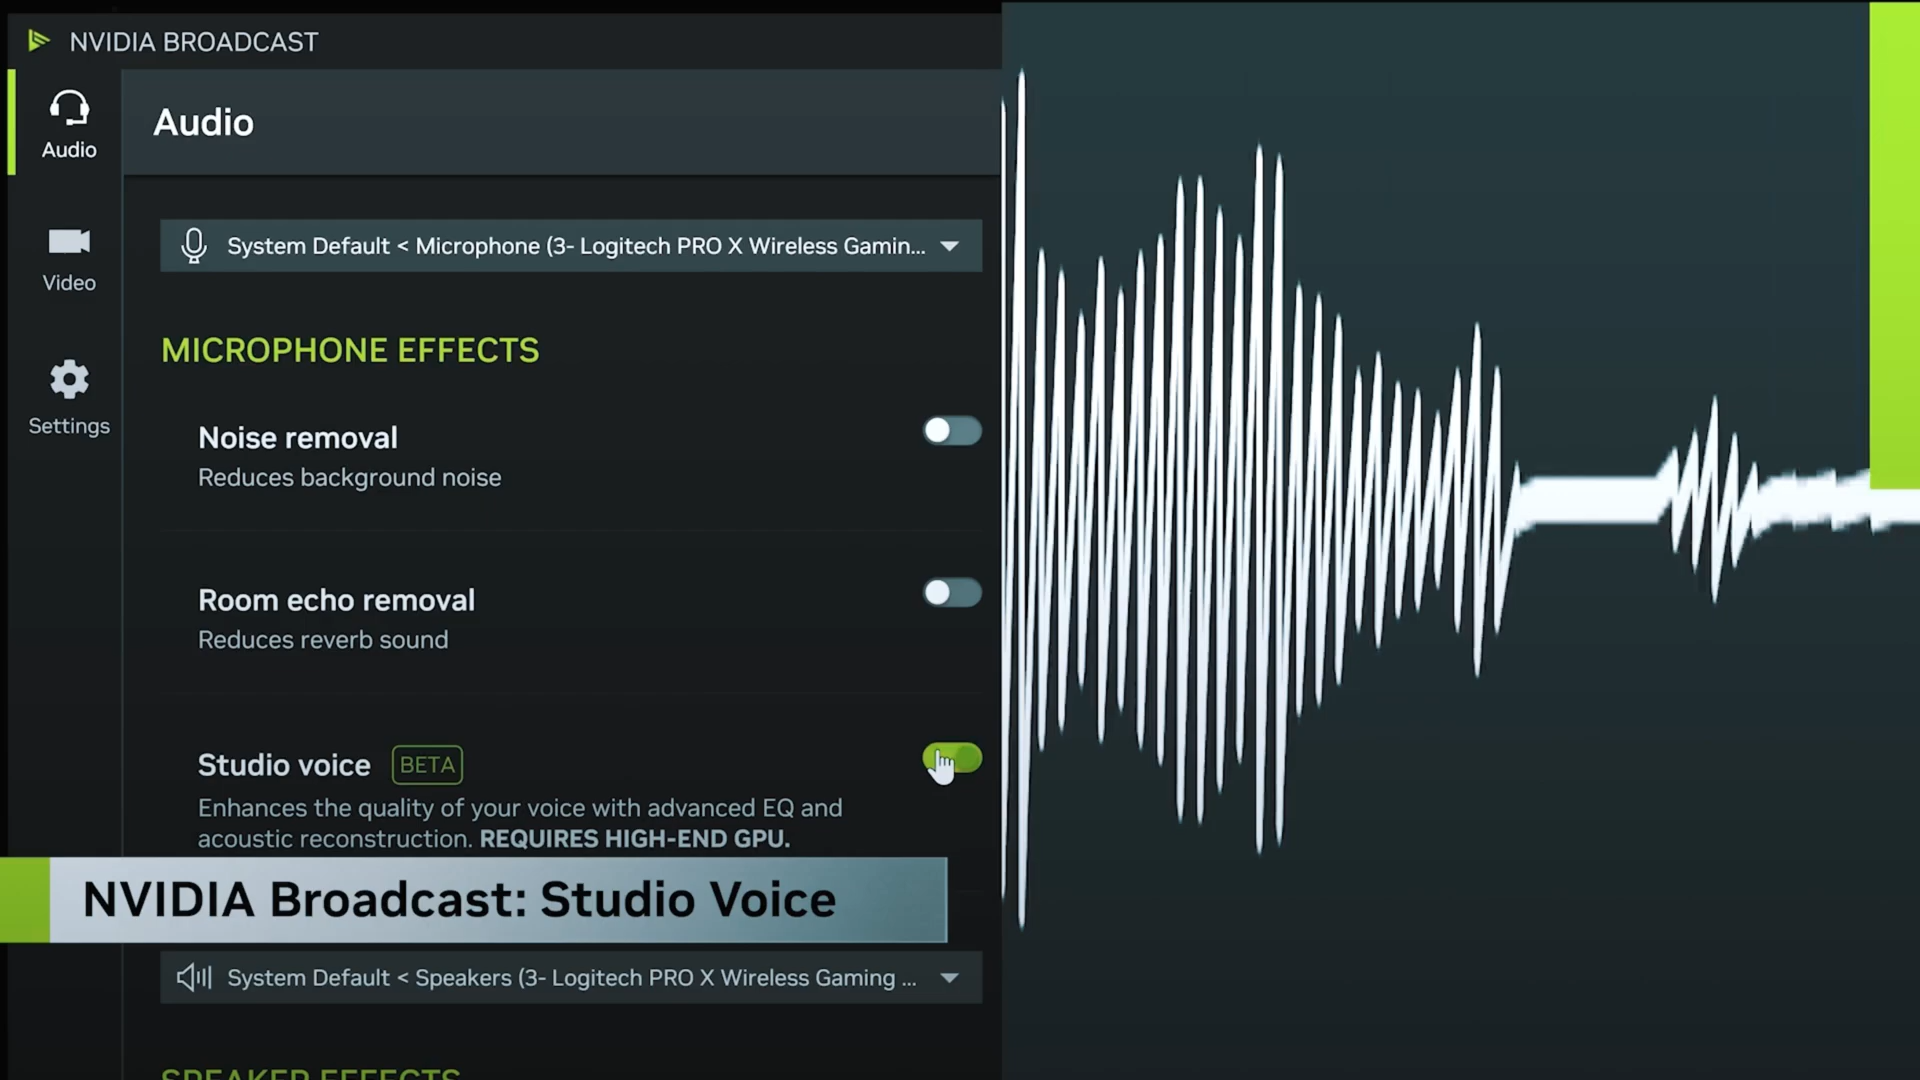 NVIDIA BROADCAST
Audio
Audio
System Default < Microphone (3- Logitech PRO X Wireless Gamin...
Video
MICROPHONE EFFECTS
Settings
Noise removal
Reduces background noise
Room echo removal
Reduces reverb sound
Studio voice BETA
Enhances the quality of your voice with advanced EQ and
acoustic reconstruction. REQUIRES HIGH-END GPU.
NVIDIA Broadcast: Studio Voice
System Default < Speakers (3- Logitech PRO X Wireless Gaming ...
SPEAKER EFFECTS